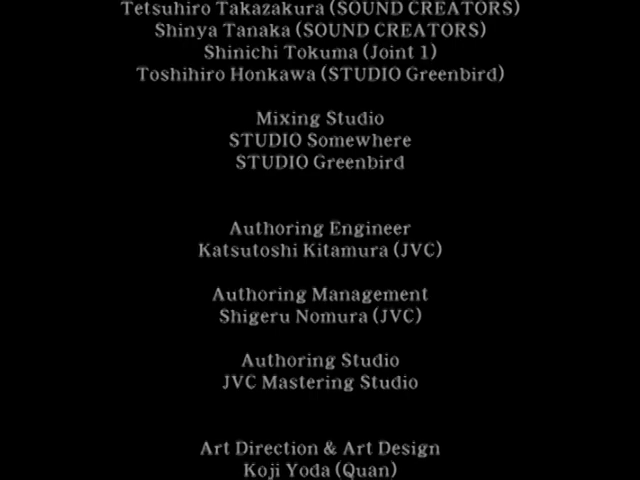 Tetsuhiro Takazakura (SOUND CREATORS)
Shinya Tanaka (SOUND CREATORS)
Shinichi Tokuma (Joint 1)
Toshihiro Honkawa (STUDIO Greenbird)
Mixing Studio
STUDIO Somewhere
STUDIO Greenbird
Authoring Engineer
Katsutoshi Kitamura (JVC)
Authoring Management
Shigeru Nomura (JVC)
Authoring Studio
JVC Mastering Studio
Art Direction & Art Design
Koji Yoda (Quan)